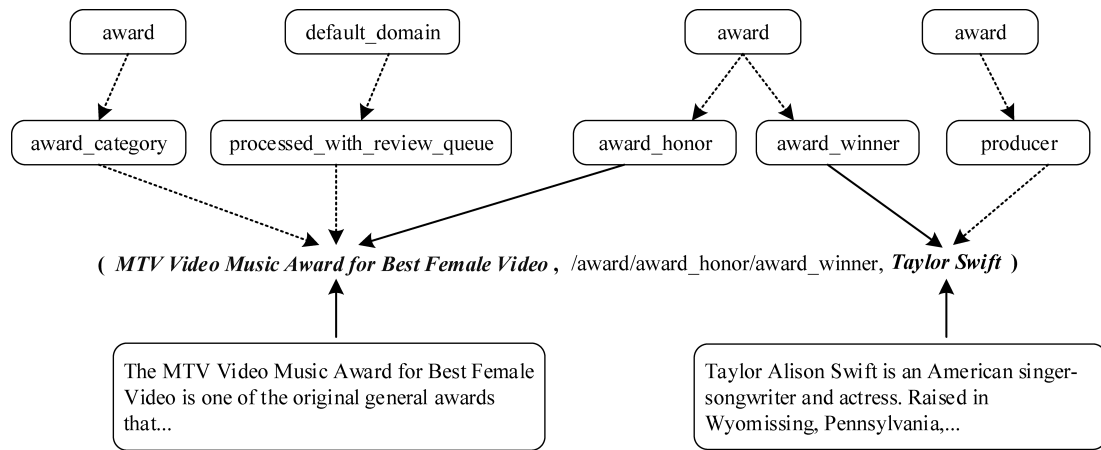 award
default_domain
award
award
award_category
processed_with_review_queue
award_honor
award_winner
producer
( MTV Video Music Award for Best Female Video , /award/award_honor/award_winner, Taylor Swift )
The MTV Video Music Award for Best Female
Video is one of the original general awards
that...
Taylor Alison Swift is an American singer-
songwriter and actress. Raised in
Wyomissing, Pennsylvania,...